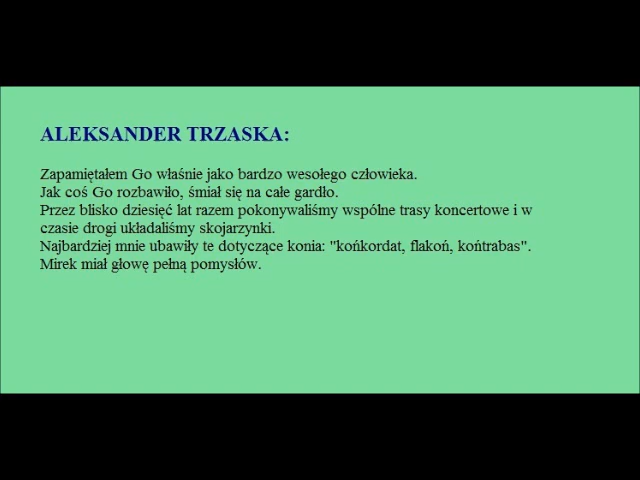 ALEKSANDER TRZASKA:
Zapamiętałem Go właśnie jako bardzo wesołego człowieka.
Jak coś Go rozbawiło, śmiał się na całe gardło.
Przez blisko dziesięć lat razem pokonywaliśmy wspólne trasy koncertowe i w
czasie drogi układaliśmy skojarzynki.
Najbardziej mnie ubawiły te dotyczące konia: "końkordat, flakoń, końtrabas".
Mirek miał głowę pełną pomysłów.